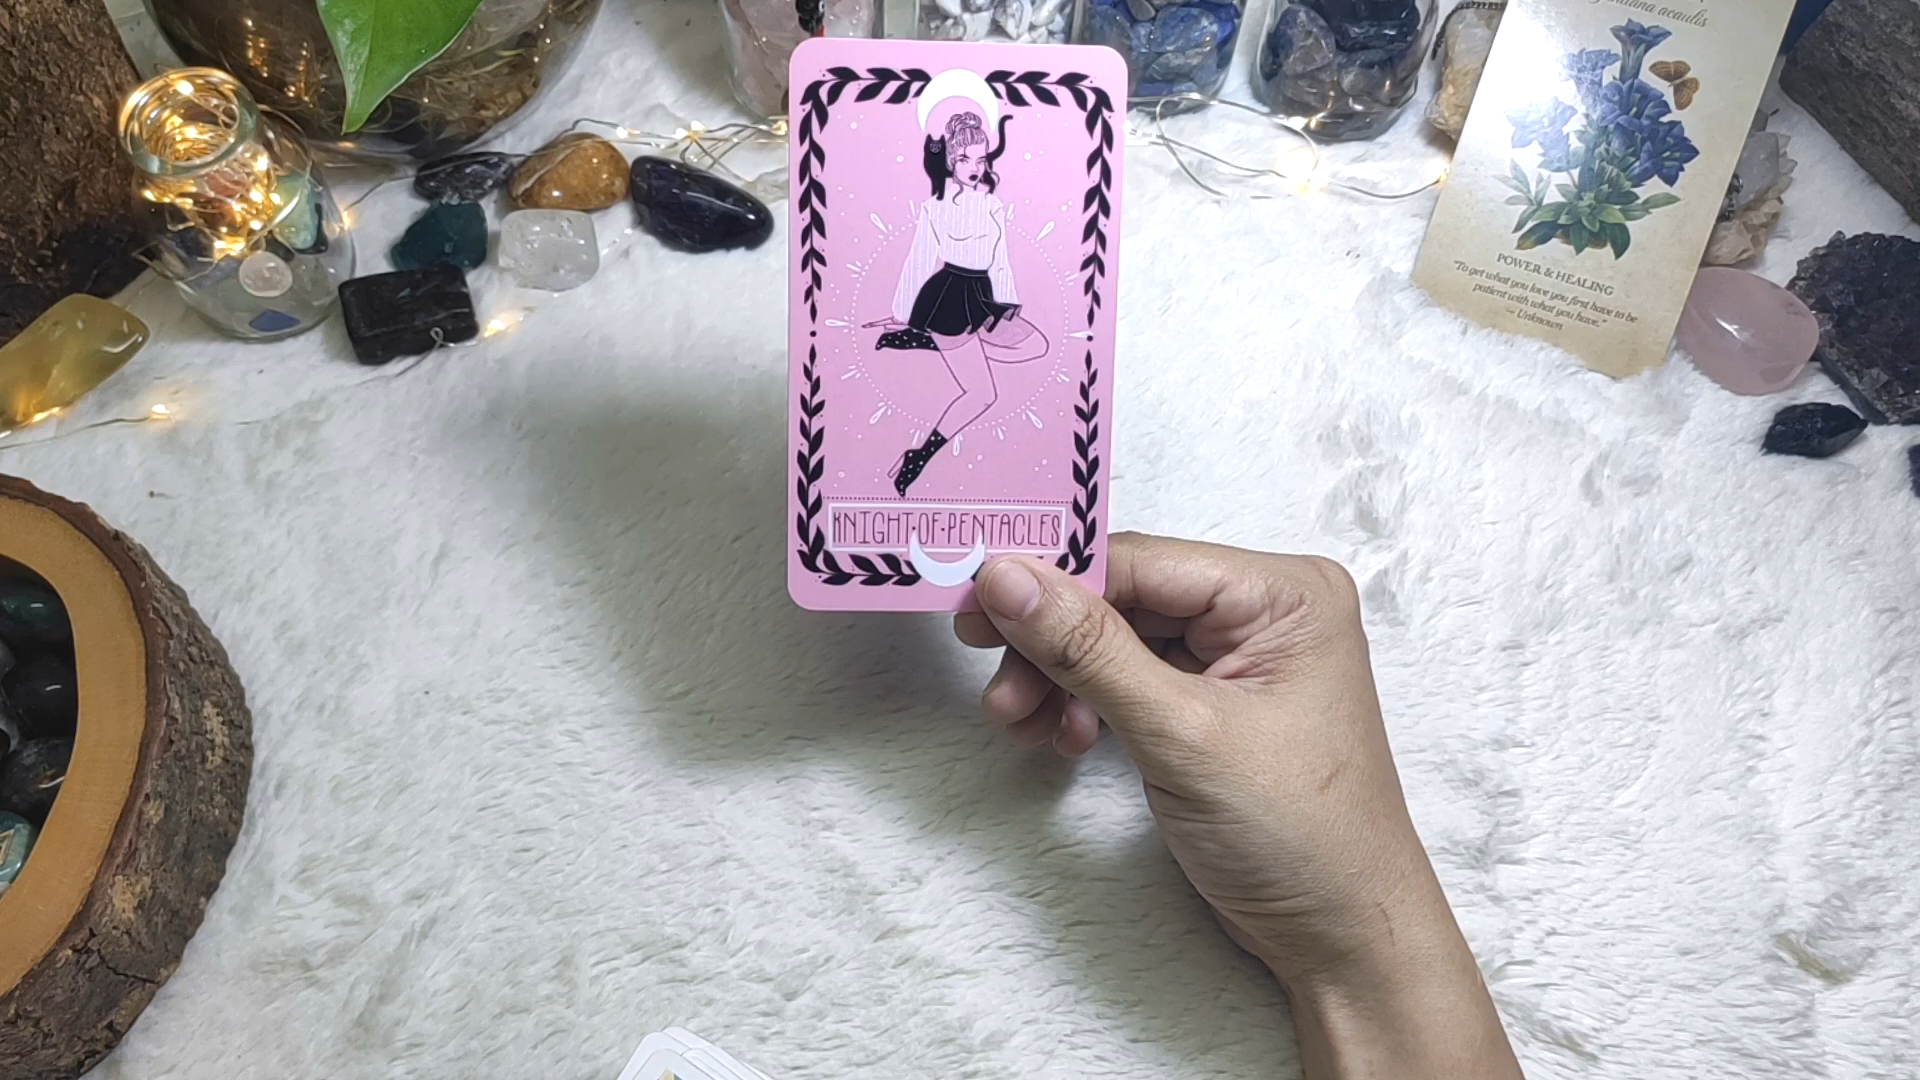 KNIGHT•OF•PENTACLES
acaulis
POWER & HEALING
"To get what you love you first have to be
patient with what you have."
— Unknown